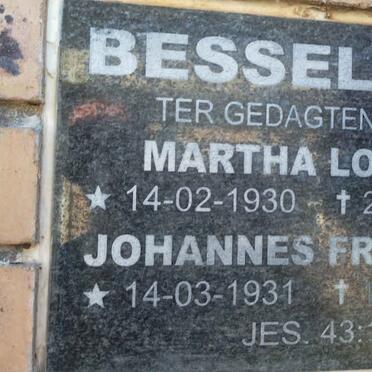 BESSEL
TER GEDAGTEN
MARTHA LO
★ 14-02-1930 ✝ 2
JOHANNES FR
★ 14-03-1931 ✝
JES. 43: